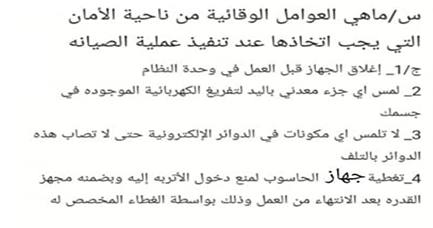 س/ماهي العوامل الوقائية من ناحية الأمان
التي يجب اتخاذها عند تنفيذ عملية الصيانه
ج/1_ إغلاق الجهاز قبل العمل في وحدة النظام
2_ لمس اي جزء معدني باليد لتفريغ الكهربائية الموجوده في
جسمك
3_ لا تلمس اي مكونات في الدوائر الإلكترونية حتى لا تصاب هذه
الدوائر بالتلف
4_تغطية جهاز الحاسوب لمنع دخول الأتربه إليه وبضمنه مجهز
القدره بعد الانتهاء من العمل وذلك بواسطة الغطاء المخصص له